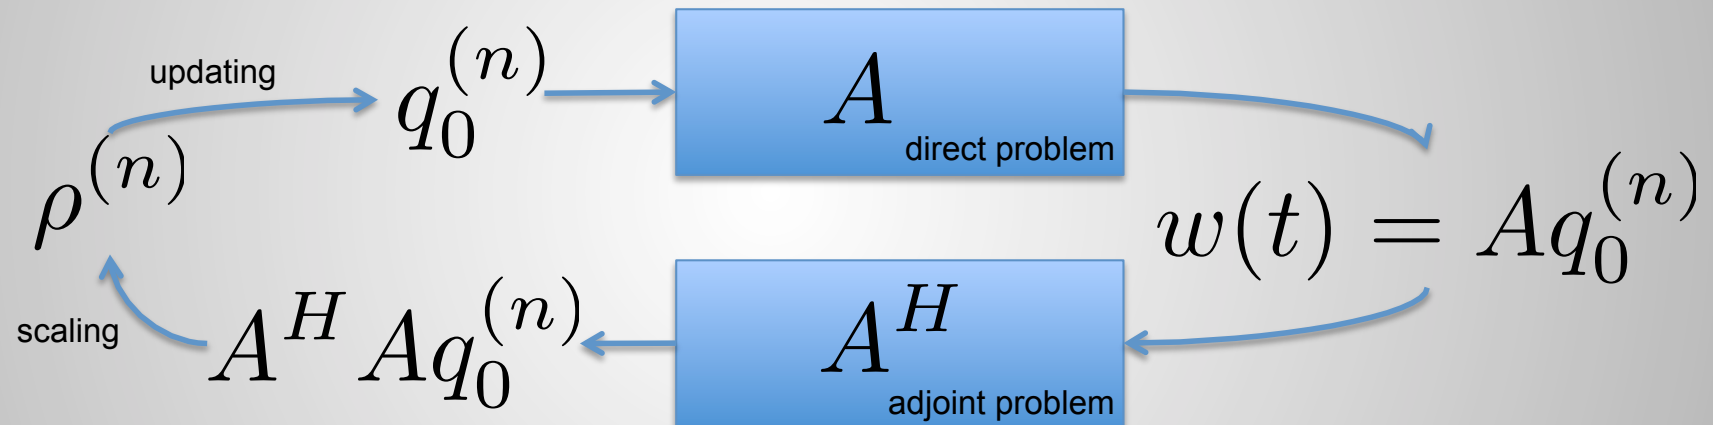 updating
q_0^{(n)}
A
direct problem
ρ^{(n)}
w(t) = Aq_0^{(n)}
scaling
A^H Aq_0^{(n)}
A^H
adjoint problem